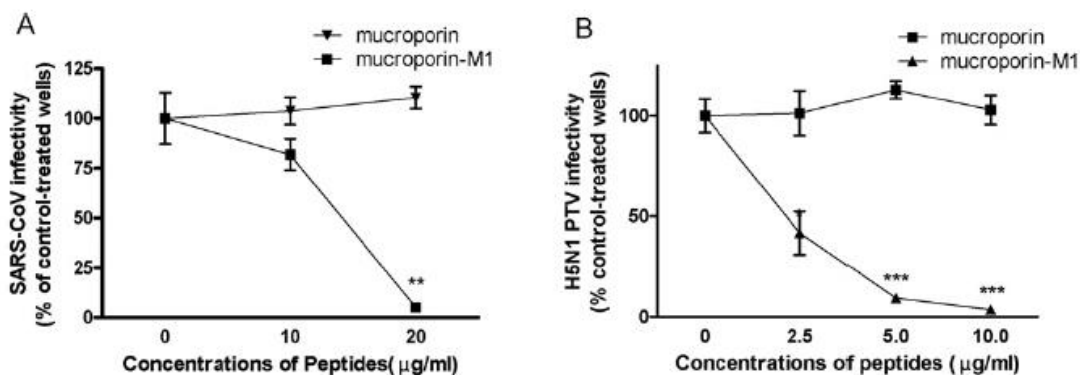 A
mucroporin
mucroporin-M1
SARS-CoV infectivity
(% of control-treated wells)
125
100
75
50
25
0
**
0 10 20
Concentrations of Peptides(μg/ml)
B
mucroporin
mucroporin-M1
H5N1 PTV infectivity
(% control-treated wells)
100
50
0
*
*** ***
0 2.5 5.0 10.0
Concentrations of peptides (μg/ml)